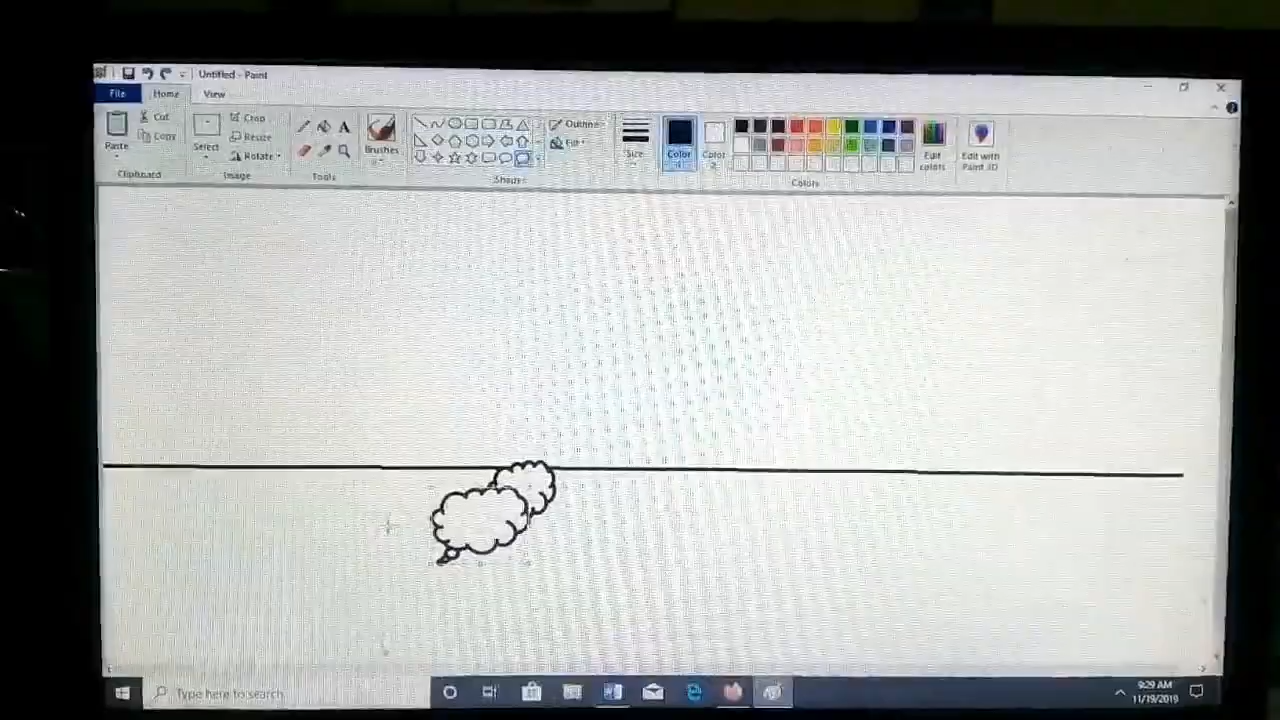 Untitled - Paint
File Home View
Paste
Cut
Copy
Clipboard
Select
Crop
Resize
Rotate
Image
A
Tools
Brushes
Shapes
Outline
Fill
Size
Color
1
Color
2
Colors
Edit
colors
Edit with
Paint 3D
Type here to search
9:29 AM
11/19/2019